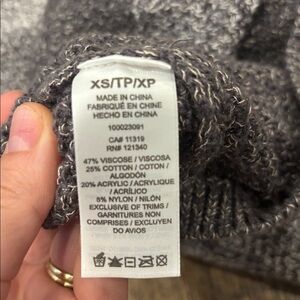 XS/TP/XP
MADE IN CHINA
FABRIQUÉ EN CHINE
HECHO EN CHINA
100023091
CA# 11319
RN# 121340
47% VISCOSE / VISCOSA
25% COTTON / COTON /
ALGODÓN
20% ACRYLIC / ACRYLIQUE
/ ACRÍLICO
8% NYLON / NILÓN
EXCLUSIVE OF TRIMS /
GARNITURES NON
COMPRISES / EXCLUYEN
DO AVIOS